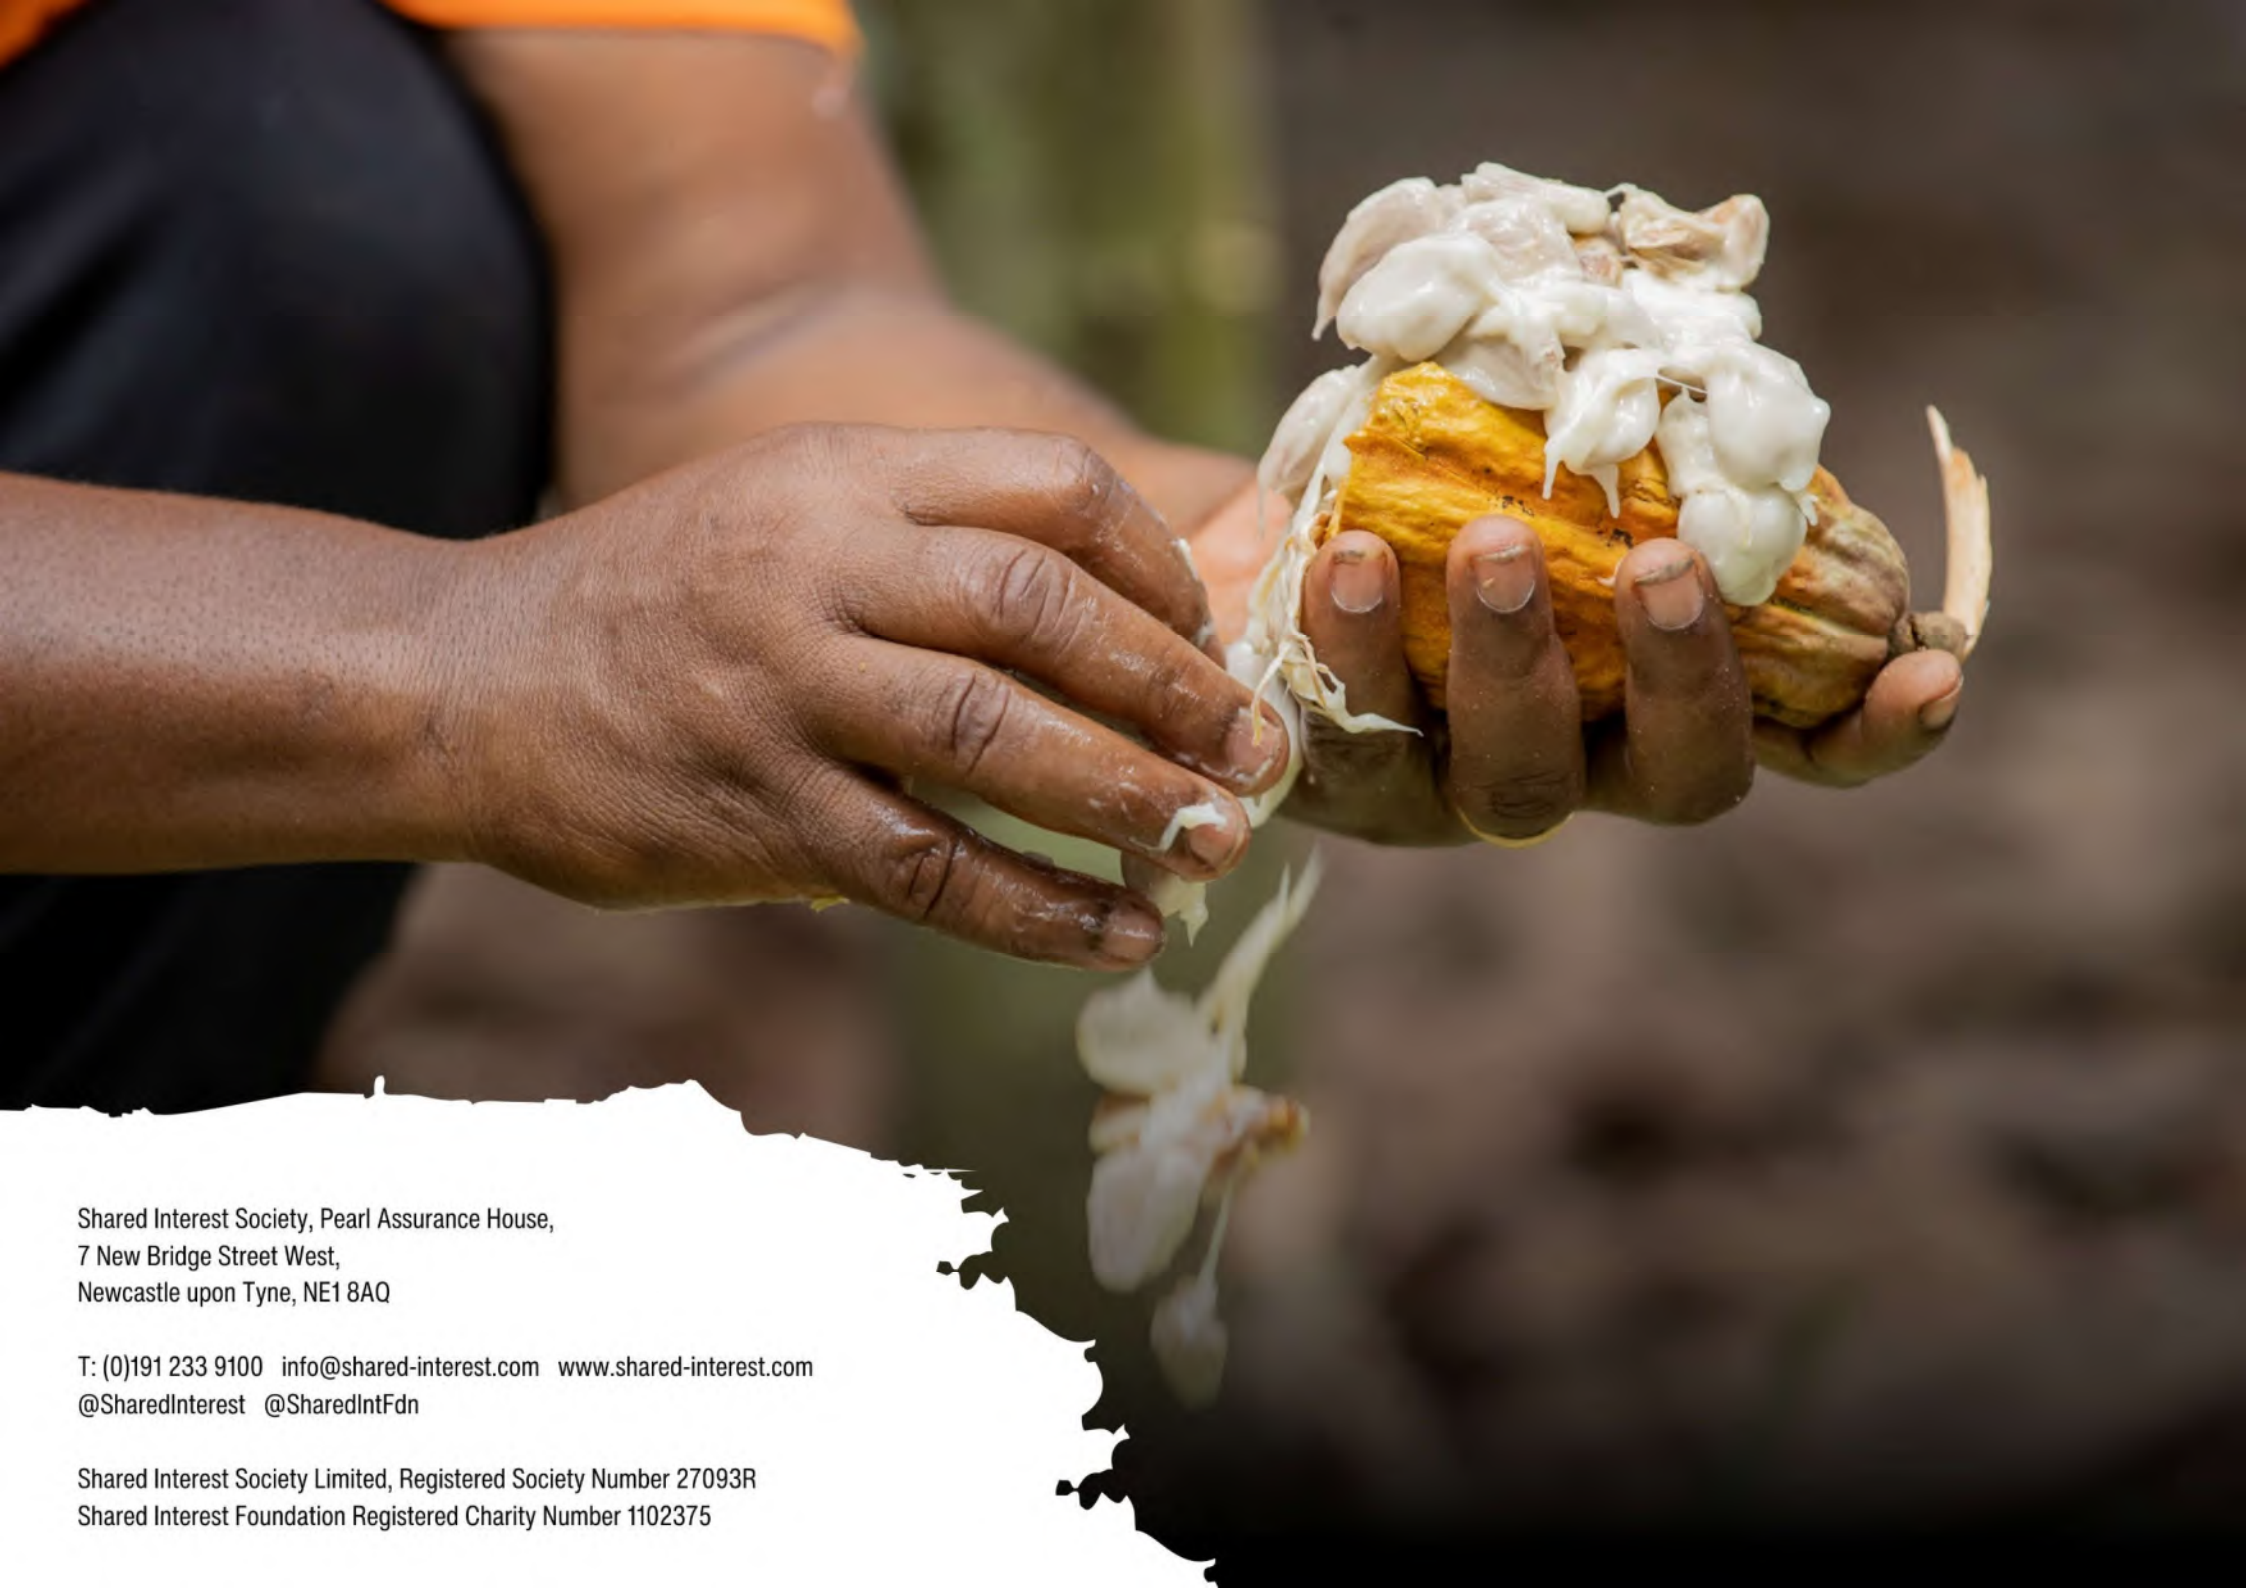 Shared Interest Society, Pearl Assurance House,
7 New Bridge Street West,
Newcastle upon Tyne, NE1 8AQ
T: (0)191 233 9100 info@shared-interest.com www.shared-interest.com
@SharedInterest @SharedIntFdn
Shared Interest Society Limited, Registered Society Number 27093R
Shared Interest Foundation Registered Charity Number 1102375